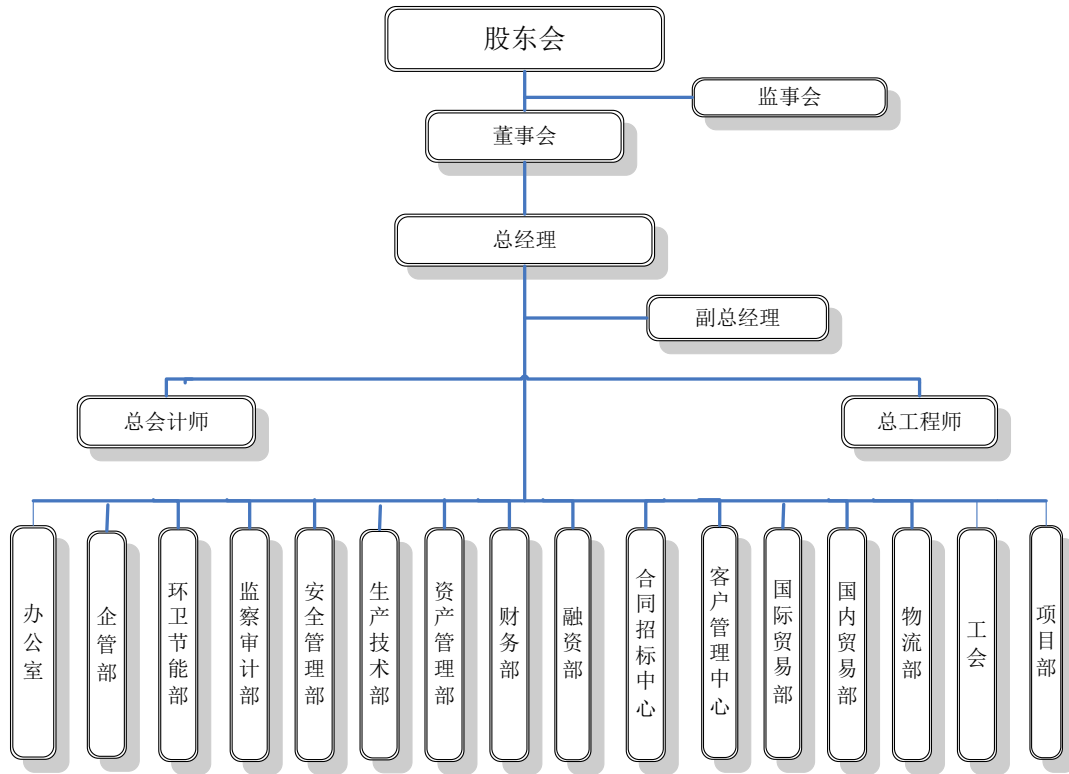 股东会
监事会
董事会
总经理
副总经理
总会计师
总工程师
办公室
企管部
环卫节能部
监察审计部
安全管理部
生产技术部
资产管理部
财务部
融资部
合同招标中心
客户管理中心
国际贸易部
国内贸易部
物流部
工会
项目部